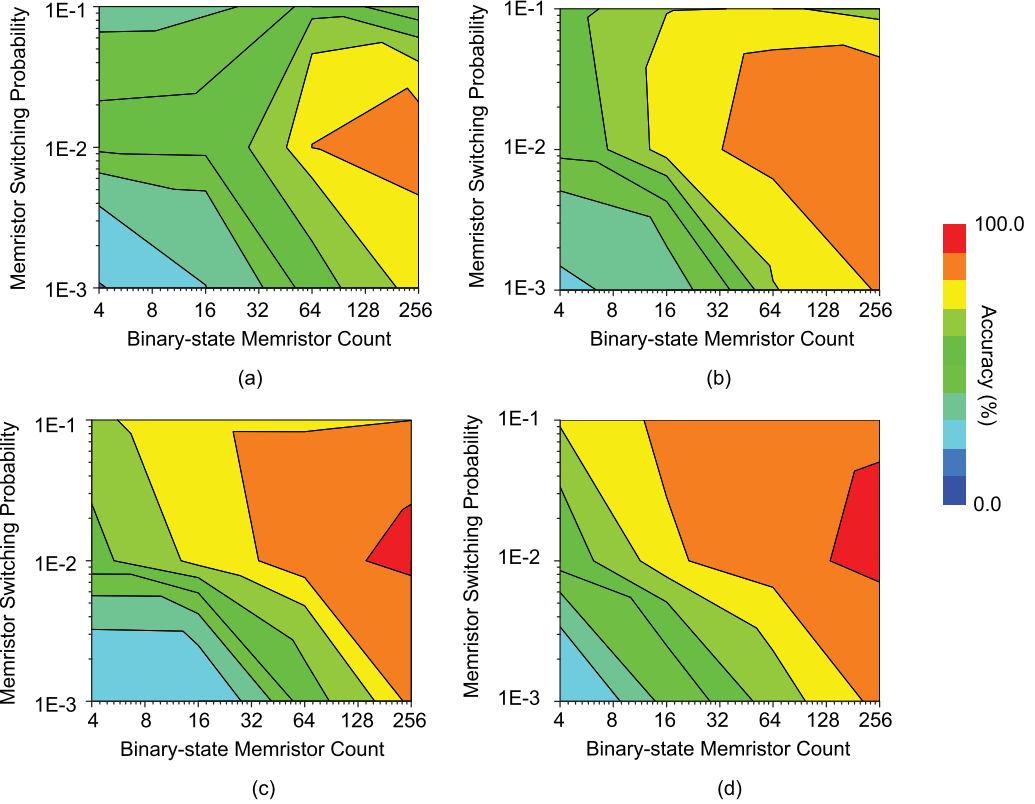 1E-1
1E-2
1E-3
Memristor Switching Probability
4 8 16 32 64 128 256
Binary-state Memristor Count
(a)
1E-1
1E-2
1E-3
Memristor Switching Probability
4 8 16 32 64 128 256
Binary-state Memristor Count
(b)
100.0
Accuracy (%)
0.0
1E-1
1E-2
1E-3
Memristor Switching Probability
4 8 16 32 64 128 256
Binary-state Memristor Count
(c)
1E-1
1E-2
1E-3
Memristor Switching Probability
4 8 16 32 64 128 256
Binary-state Memristor Count
(d)